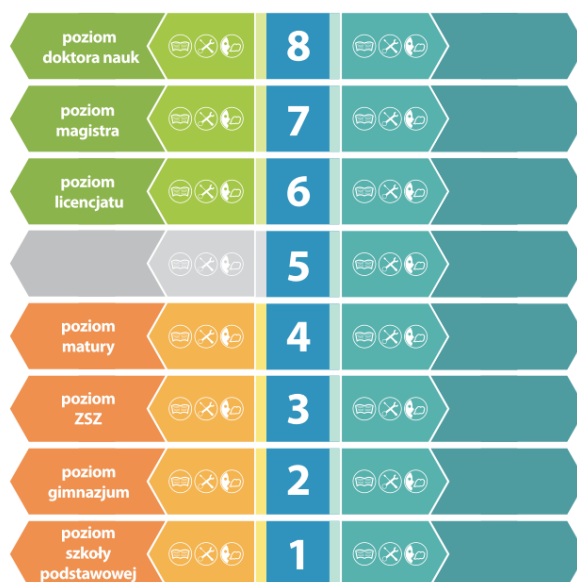 poziom
doktora nauk
8
poziom
magistra
7
poziom
licencjatu
6
5
poziom
matury
4
poziom
ZSZ
3
poziom
gimnazjum
2
poziom
szkoły
podstawowej
1